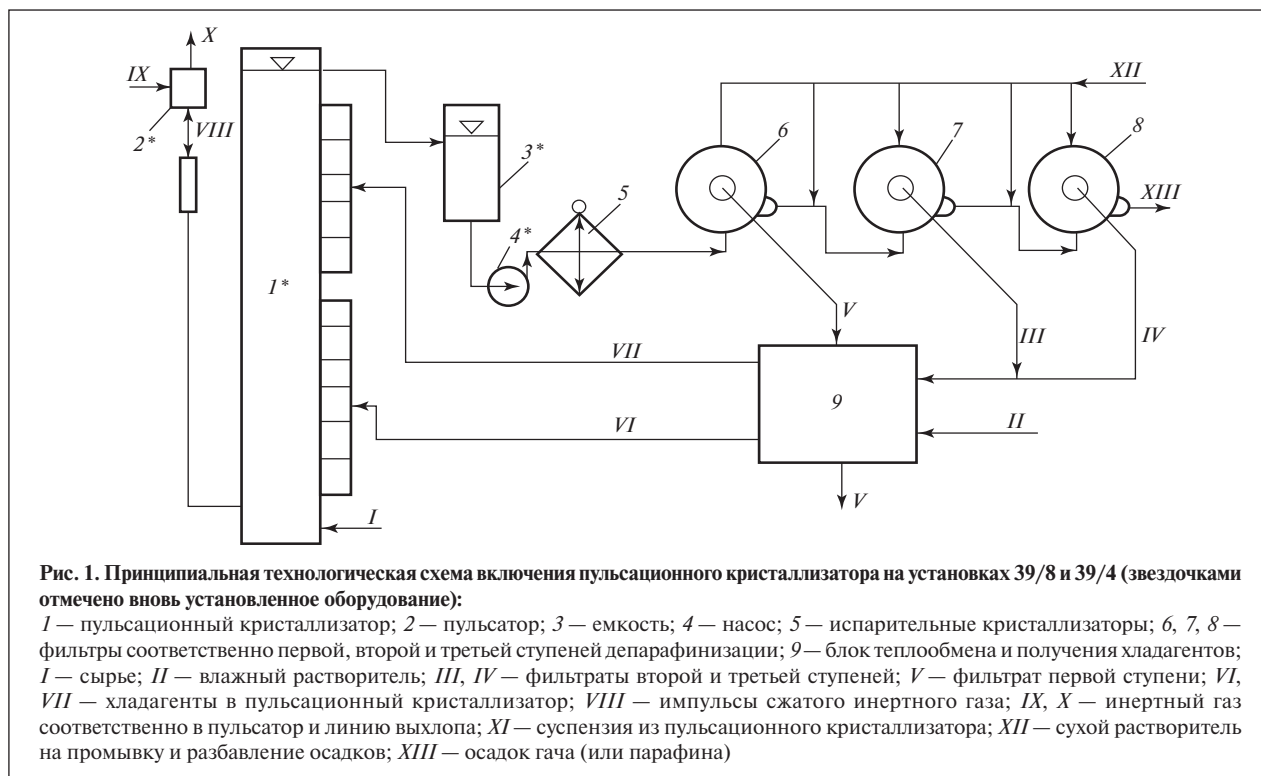 X
IX
XII
VIII
2*
6
7
8
3*
XIII
5
4*
1*
V
III
IV
VII
9
VI
II
I
V
Рис. 1. Принципиальная технологическая схема включения пульсационного кристаллизатора на установках 39/8 и 39/4 (звездочками
отмечено вновь установленное оборудование):
1 — пульсационный кристаллизатор; 2 — пульсатор; 3 — емкость; 4 — насос; 5 — испарительные кристаллизаторы; 6, 7, 8 —
фильтры соответственно первой, второй и третьей ступеней депарафинизации; 9 — блок теплообмена и получения хладагентов;
I — сырье; II — влажный растворитель; III, IV — фильтраты второй и третьей ступеней; V — фильтрат первой ступени; VI,
VII — хладагенты в пульсационный кристаллизатор; VIII — импульсы сжатого инертного газа; IX, X — инертный газ
соответственно в пульсатор и линию выхлопа; XI — суспензия из пульсационного кристаллизатора; XII — сухой растворитель
на промывку и разбавление осадков; XIII — осадок гача (или парафина)